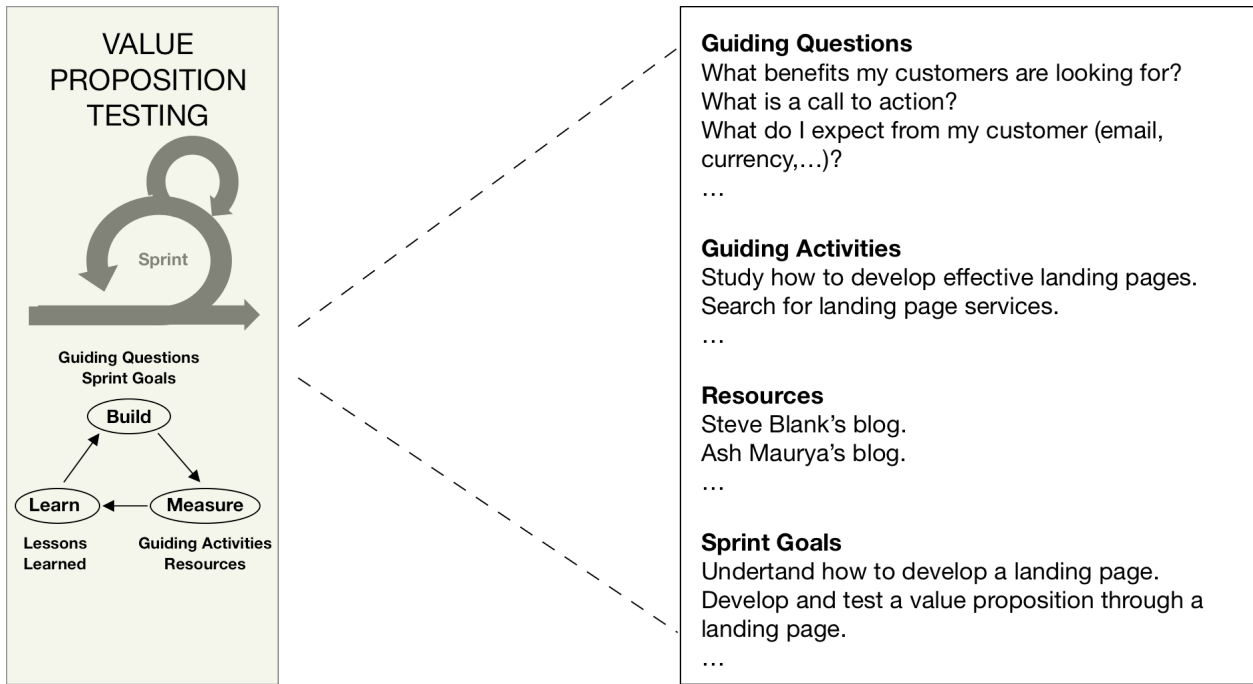 VALUE
PROPOSITION
TESTING
Sprint
Guiding Questions
Sprint Goals
Build
Learn
Measure
Lessons
Learned
Guiding Activities
Resources
Guiding Questions
What benefits my customers are looking for?
What is a call to action?
What do I expect from my customer (email,
currency,…)?
…
Guiding Activities
Study how to develop effective landing pages.
Search for landing page services.
…
Resources
Steve Blank’s blog.
Ash Maurya’s blog.
…
Sprint Goals
Undertand how to develop a landing page.
Develop and test a value proposition through a
landing page.
…